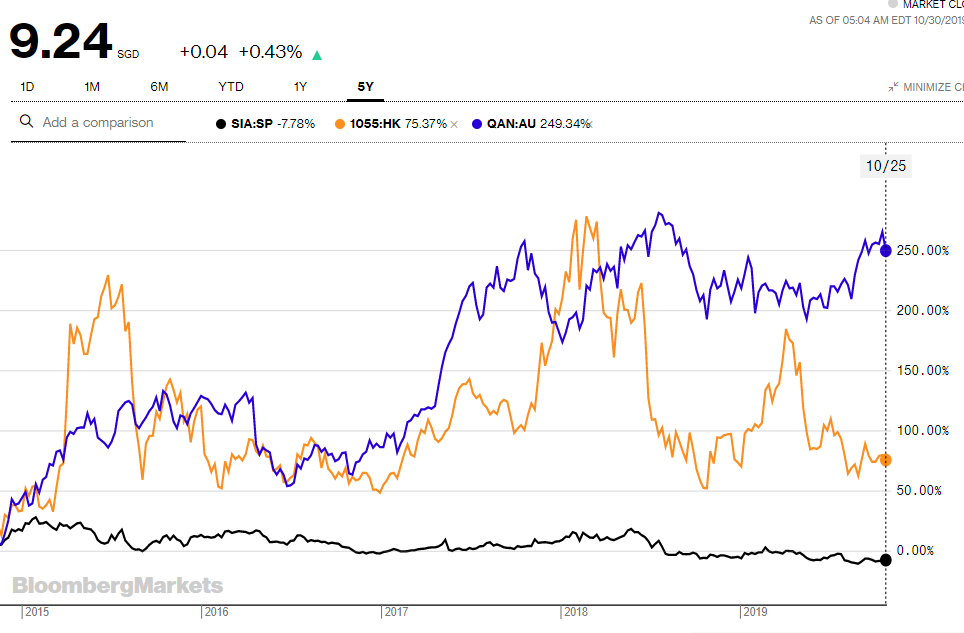 MARKET CLO
AS OF 05:04 AM EDT 10/30/2019
9.24 SGD +0.04 +0.43%
1D 1M 6M YTD 1Y 5Y
MINIMIZE C
Add a comparison
SIA:SP -7.78% 1055:HK 75.37% × QAN:AU 249.34%
10/25
250.00%
200.00%
150.00%
100.00%
50.00%
0.00%
BloombergMarkets
2015 2016 2017 2018 2019